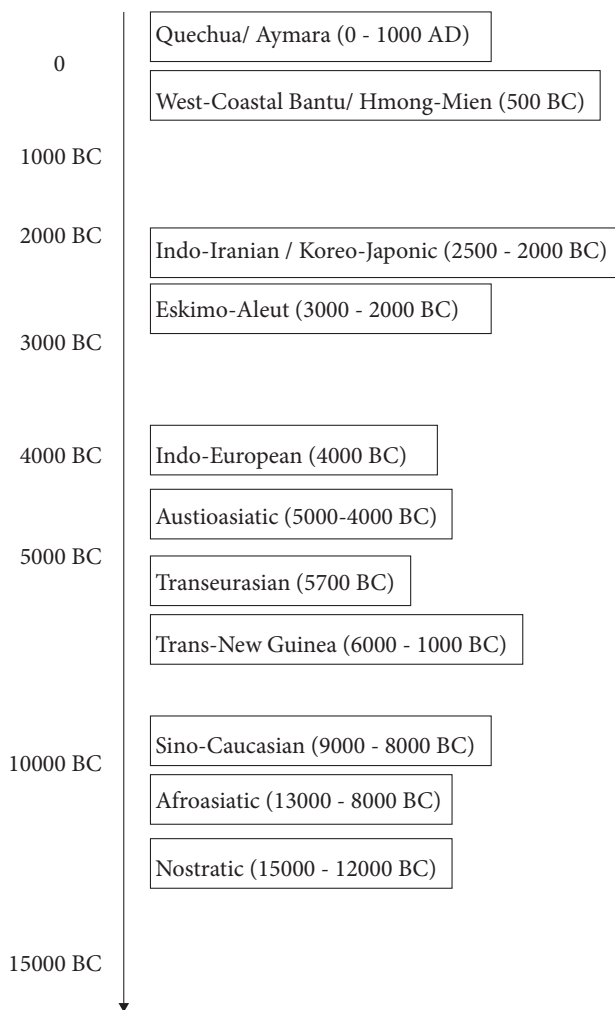 Quechua/ Aymara (0 - 1000 AD)
0
West-Coastal Bantu/ Hmong-Mien (500 BC)
1000 BC
2000 BC
Indo-Iranian / Koreo-Japonic (2500 - 2000 BC)
Eskimo-Aleut (3000 - 2000 BC)
3000 BC
4000 BC
Indo-European (4000 BC)
Austioasiatic (5000-4000 BC)
5000 BC
Transeurasian (5700 BC)
Trans-New Guinea (6000 - 1000 BC)
Sino-Caucasian (9000 - 8000 BC)
10000 BC
Afroasiatic (13000 - 8000 BC)
Nostratic (15000 - 12000 BC)
15000 BC